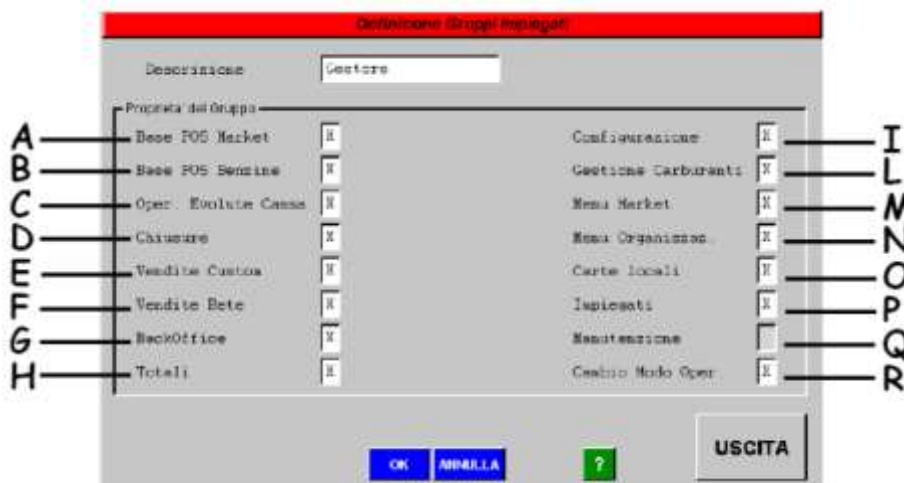 Definizione Gruppi Impiegati
Descrizione Gestore
Proprieta' del Gruppo
A Base POS Market X Configurazione X I
B Base POS Benzine X Gestione Carburanti X L
C Oper. Evolute Cassa X Menu Market X M
D Chiusure X Menu Organizzaz. X N
E Vendite Custom X Carte locali X O
F Vendite Rete X Impiegati X P
G BackOffice X Manutenzione Q
H Totali X Cambio Modo Oper X R
OK ANNULLA ? USCITA